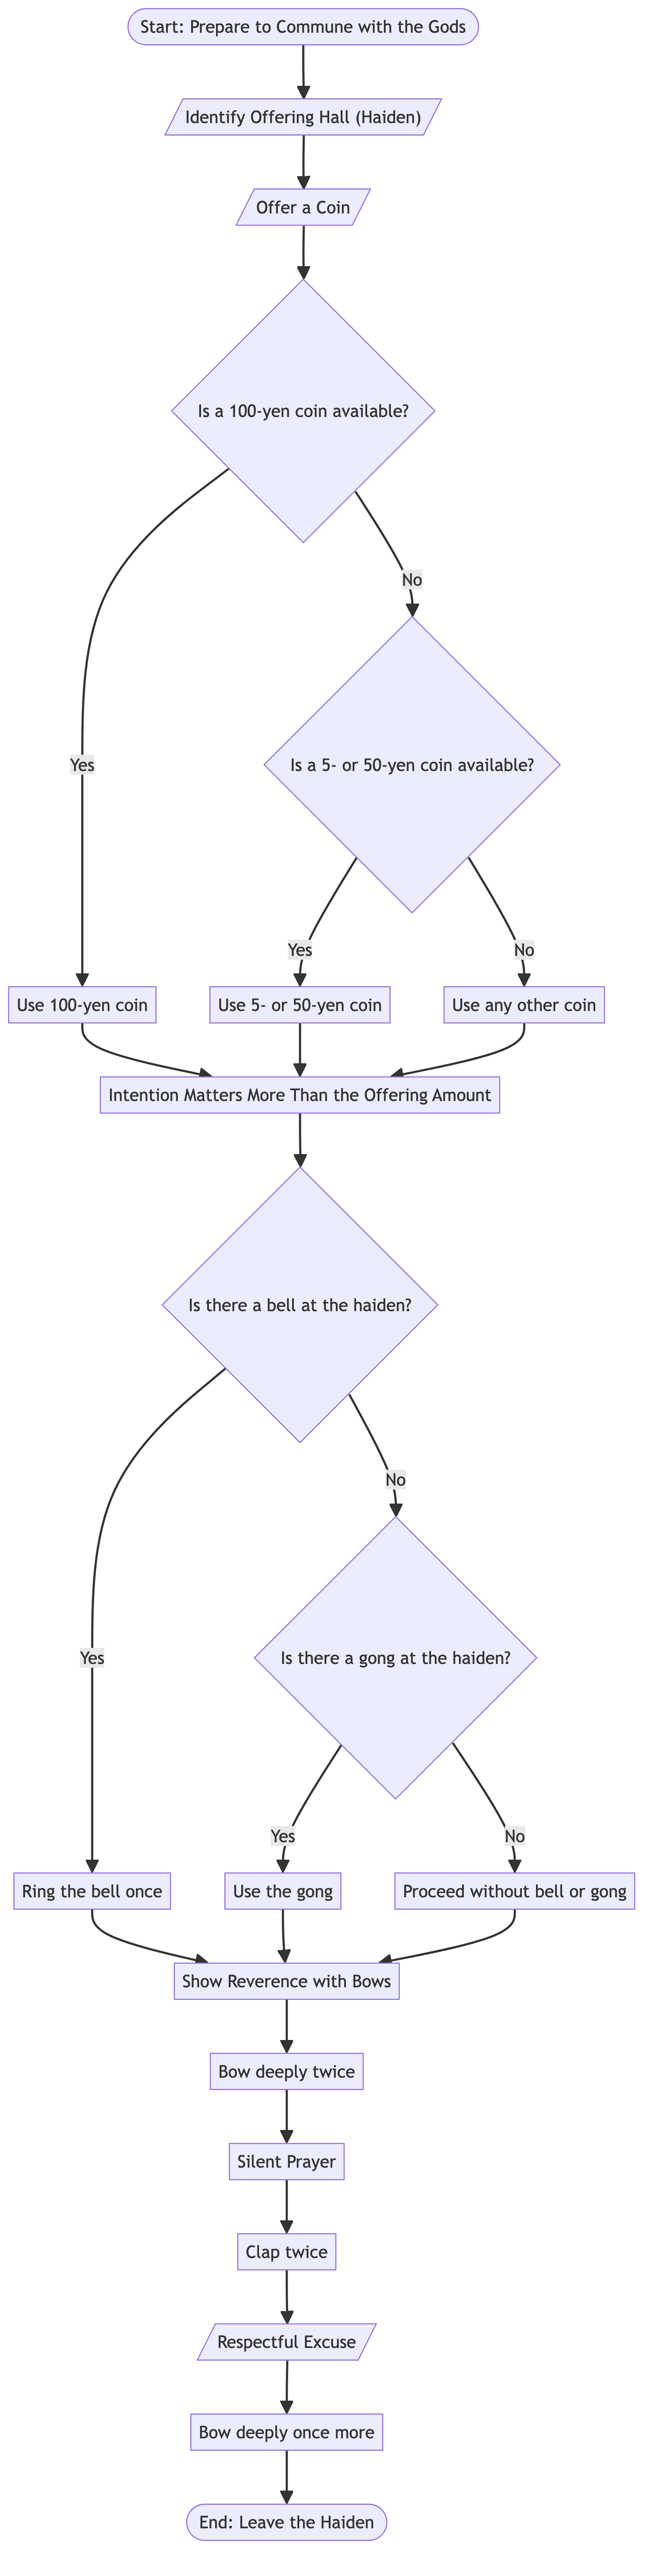 Start: Prepare to Commune with the Gods
Identify Offering Hall (Haiden)
Offer a Coin
Is a 100-yen coin available?
No
Yes
Is a 5- or 50-yen coin available?
Yes
No
Use 100-yen coin
Use 5- or 50-yen coin
Use any other coin
Intention Matters More Than the Offering Amount
Is there a bell at the haiden?
No
Yes
Is there a gong at the haiden?
Yes
No
Ring the bell once
Use the gong
Proceed without bell or gong
Show Reverence with Bows
Bow deeply twice
Silent Prayer
Clap twice
Respectful Excuse
Bow deeply once more
End: Leave the Haiden